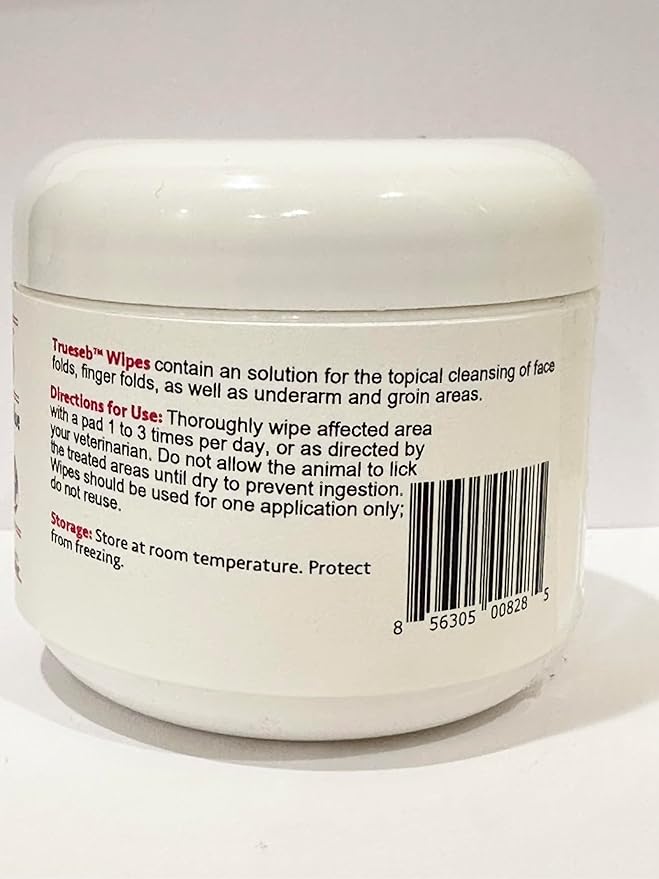 Trueseb™ Wipes contain an solution for the topical cleansing of face
folds, finger folds, as well as underarm and groin areas.
Directions for Use: Thoroughly wipe affected area
with a pad 1 to 3 times per day, or as directed by
your veterinarian. Do not allow the animal to lick
the treated areas until dry to prevent ingestion.
Wipes should be used for one application only;
do not reuse.
Storage: Store at room temperature. Protect
from freezing.
8 56305 00828 5